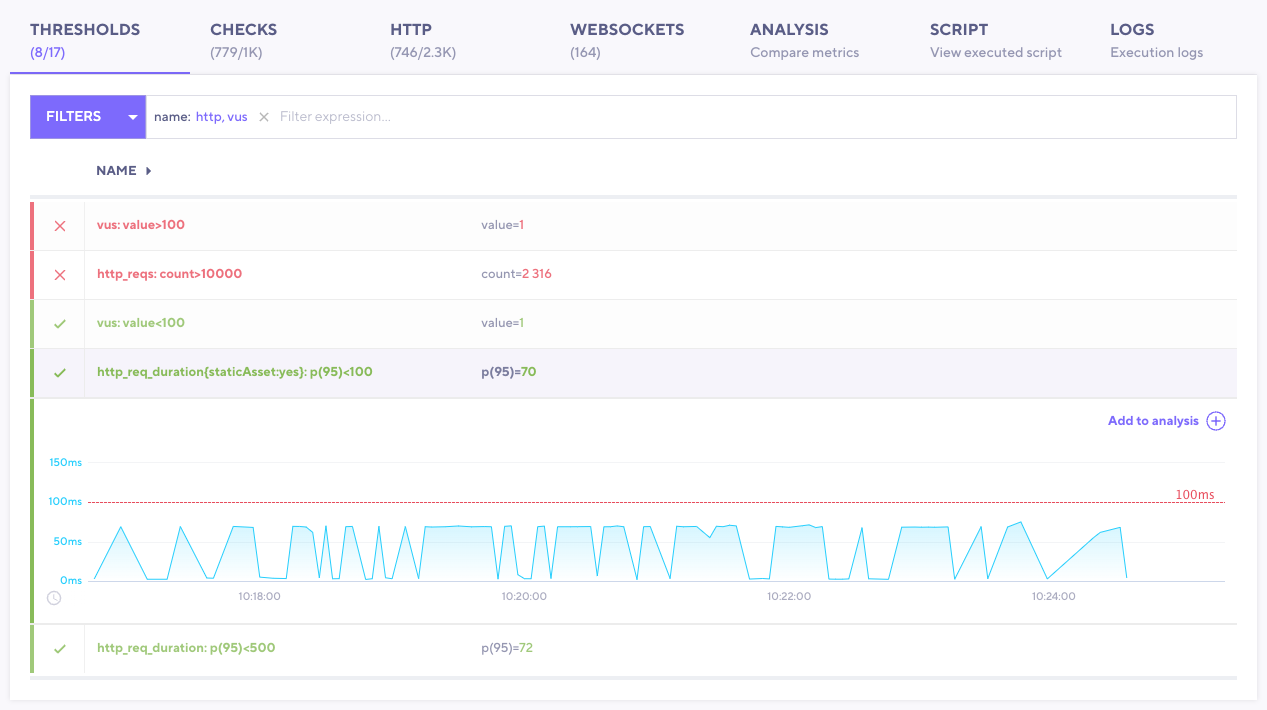 THRESHOLDS CHECKS HTTP WEBSOCKETS ANALYSIS SCRIPT LOGS
(8/17) (779/1K) (746/2.3K) (164) Compare metrics View executed script Execution logs
FILTERS name: http, vus × Filter expression...
NAME
vus: value>100 value=1
http_reqs: count>10000 count=2 316
vus: value<100 value=1
http_req_duration{staticAsset:yes}: p(95)<100 p(95)=70
Add to analysis
150ms
100ms 100ms
50ms
0ms
10:18:00 10:20:00 10:22:00 10:24:00
http_req_duration: p(95)<500 p(95)=72